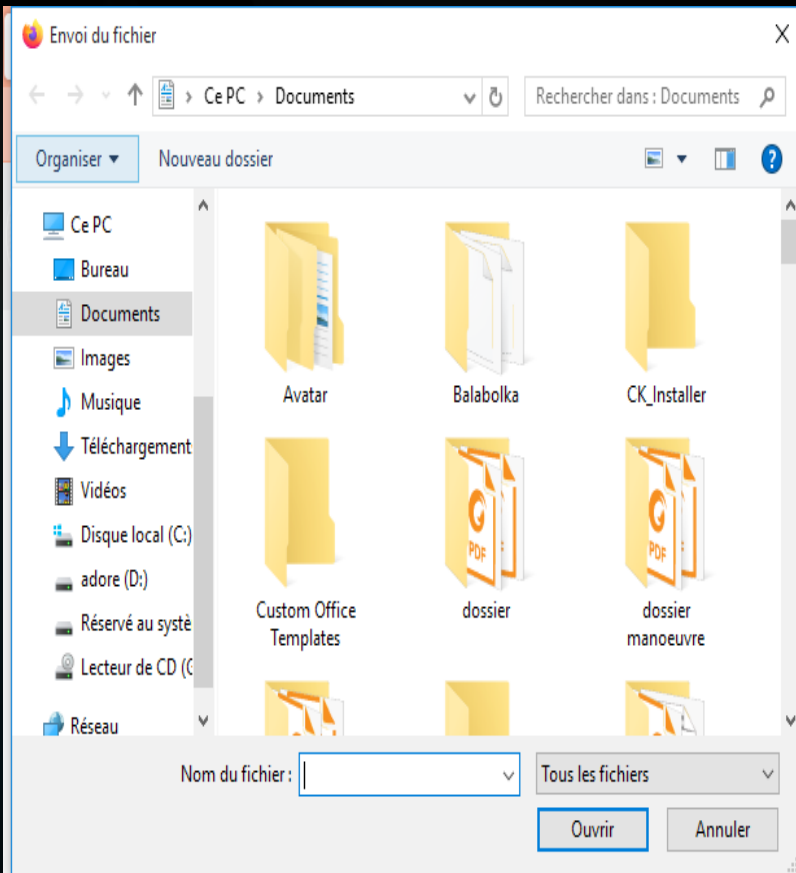 Envoi du fichier
Ce PC > Documents
Rechercher dans : Documents
Organiser
Nouveau dossier
Ce PC
Bureau
Documents
Images
Musique
Téléchargement
Vidéos
Disque local (C:)
adore (D:)
Réservé au systè
Lecteur de CD (G
Réseau
Avatar
Balabolka
CK_Installer
Custom Office
Templates
dossier
dossier
manoeuvre
PDF
PDF
Nom du fichier :
Tous les fichiers
Ouvrir
Annuler